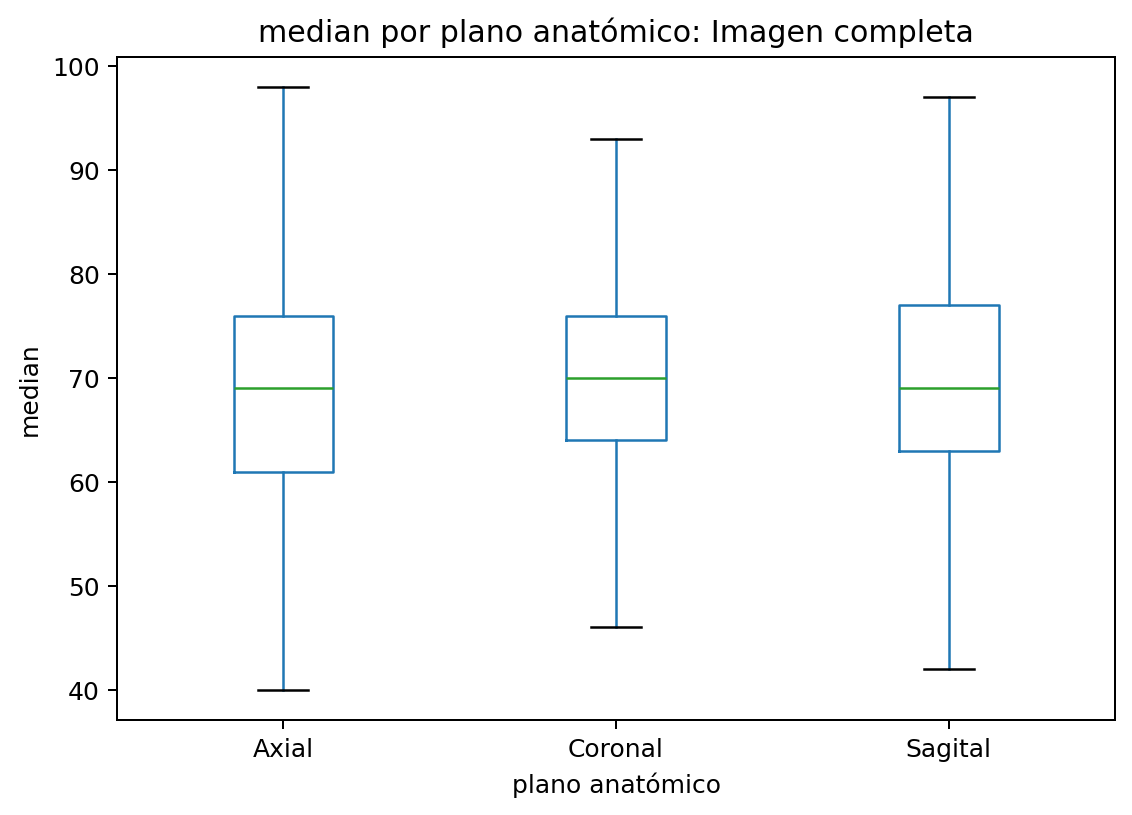 median por plano anatómico: Imagen completa
100
90
80
70
60
50
40
median
Axial
Coronal
Sagital
plano anatómico